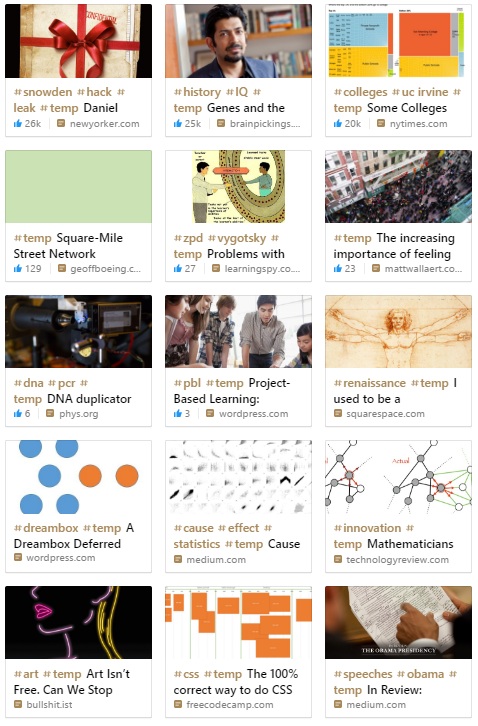 CONFIDENTIAL
#snowden #hack #
leak #temp Daniel
26k newyorker.com
#history #IQ #
temp Genes and the
25k brainpickings....
#colleges #uc irvine #
temp Some Colleges
20k nytimes.com
#temp Square-Mile
Street Network
129 geoffboeing.c...
#zpd #vygotsky #
temp Problems with
27 learningspy.co....
#temp The increasing
importance of feeling
23 mattwallaert.co...
#dna #pcr #
temp DNA duplicator
6 phys.org
#pbl #temp Project-
Based Learning:
3 wordpress.com
#renaissance #temp I
used to be a
squarespace.com
#dreambox #temp A
Dreambox Deferred
wordpress.com
#cause #effect #
statistics #temp Cause
medium.com
Actual
#innovation #
temp Mathematicians
technologyreview.com
#art #temp Art Isn't
Free. Can We Stop
bullshit.ist
#css #temp The 100%
correct way to do CSS
freecodecamp.com
THE OBAMA PRESIDENCY
#speeches #obama #
temp In Review:
medium.com